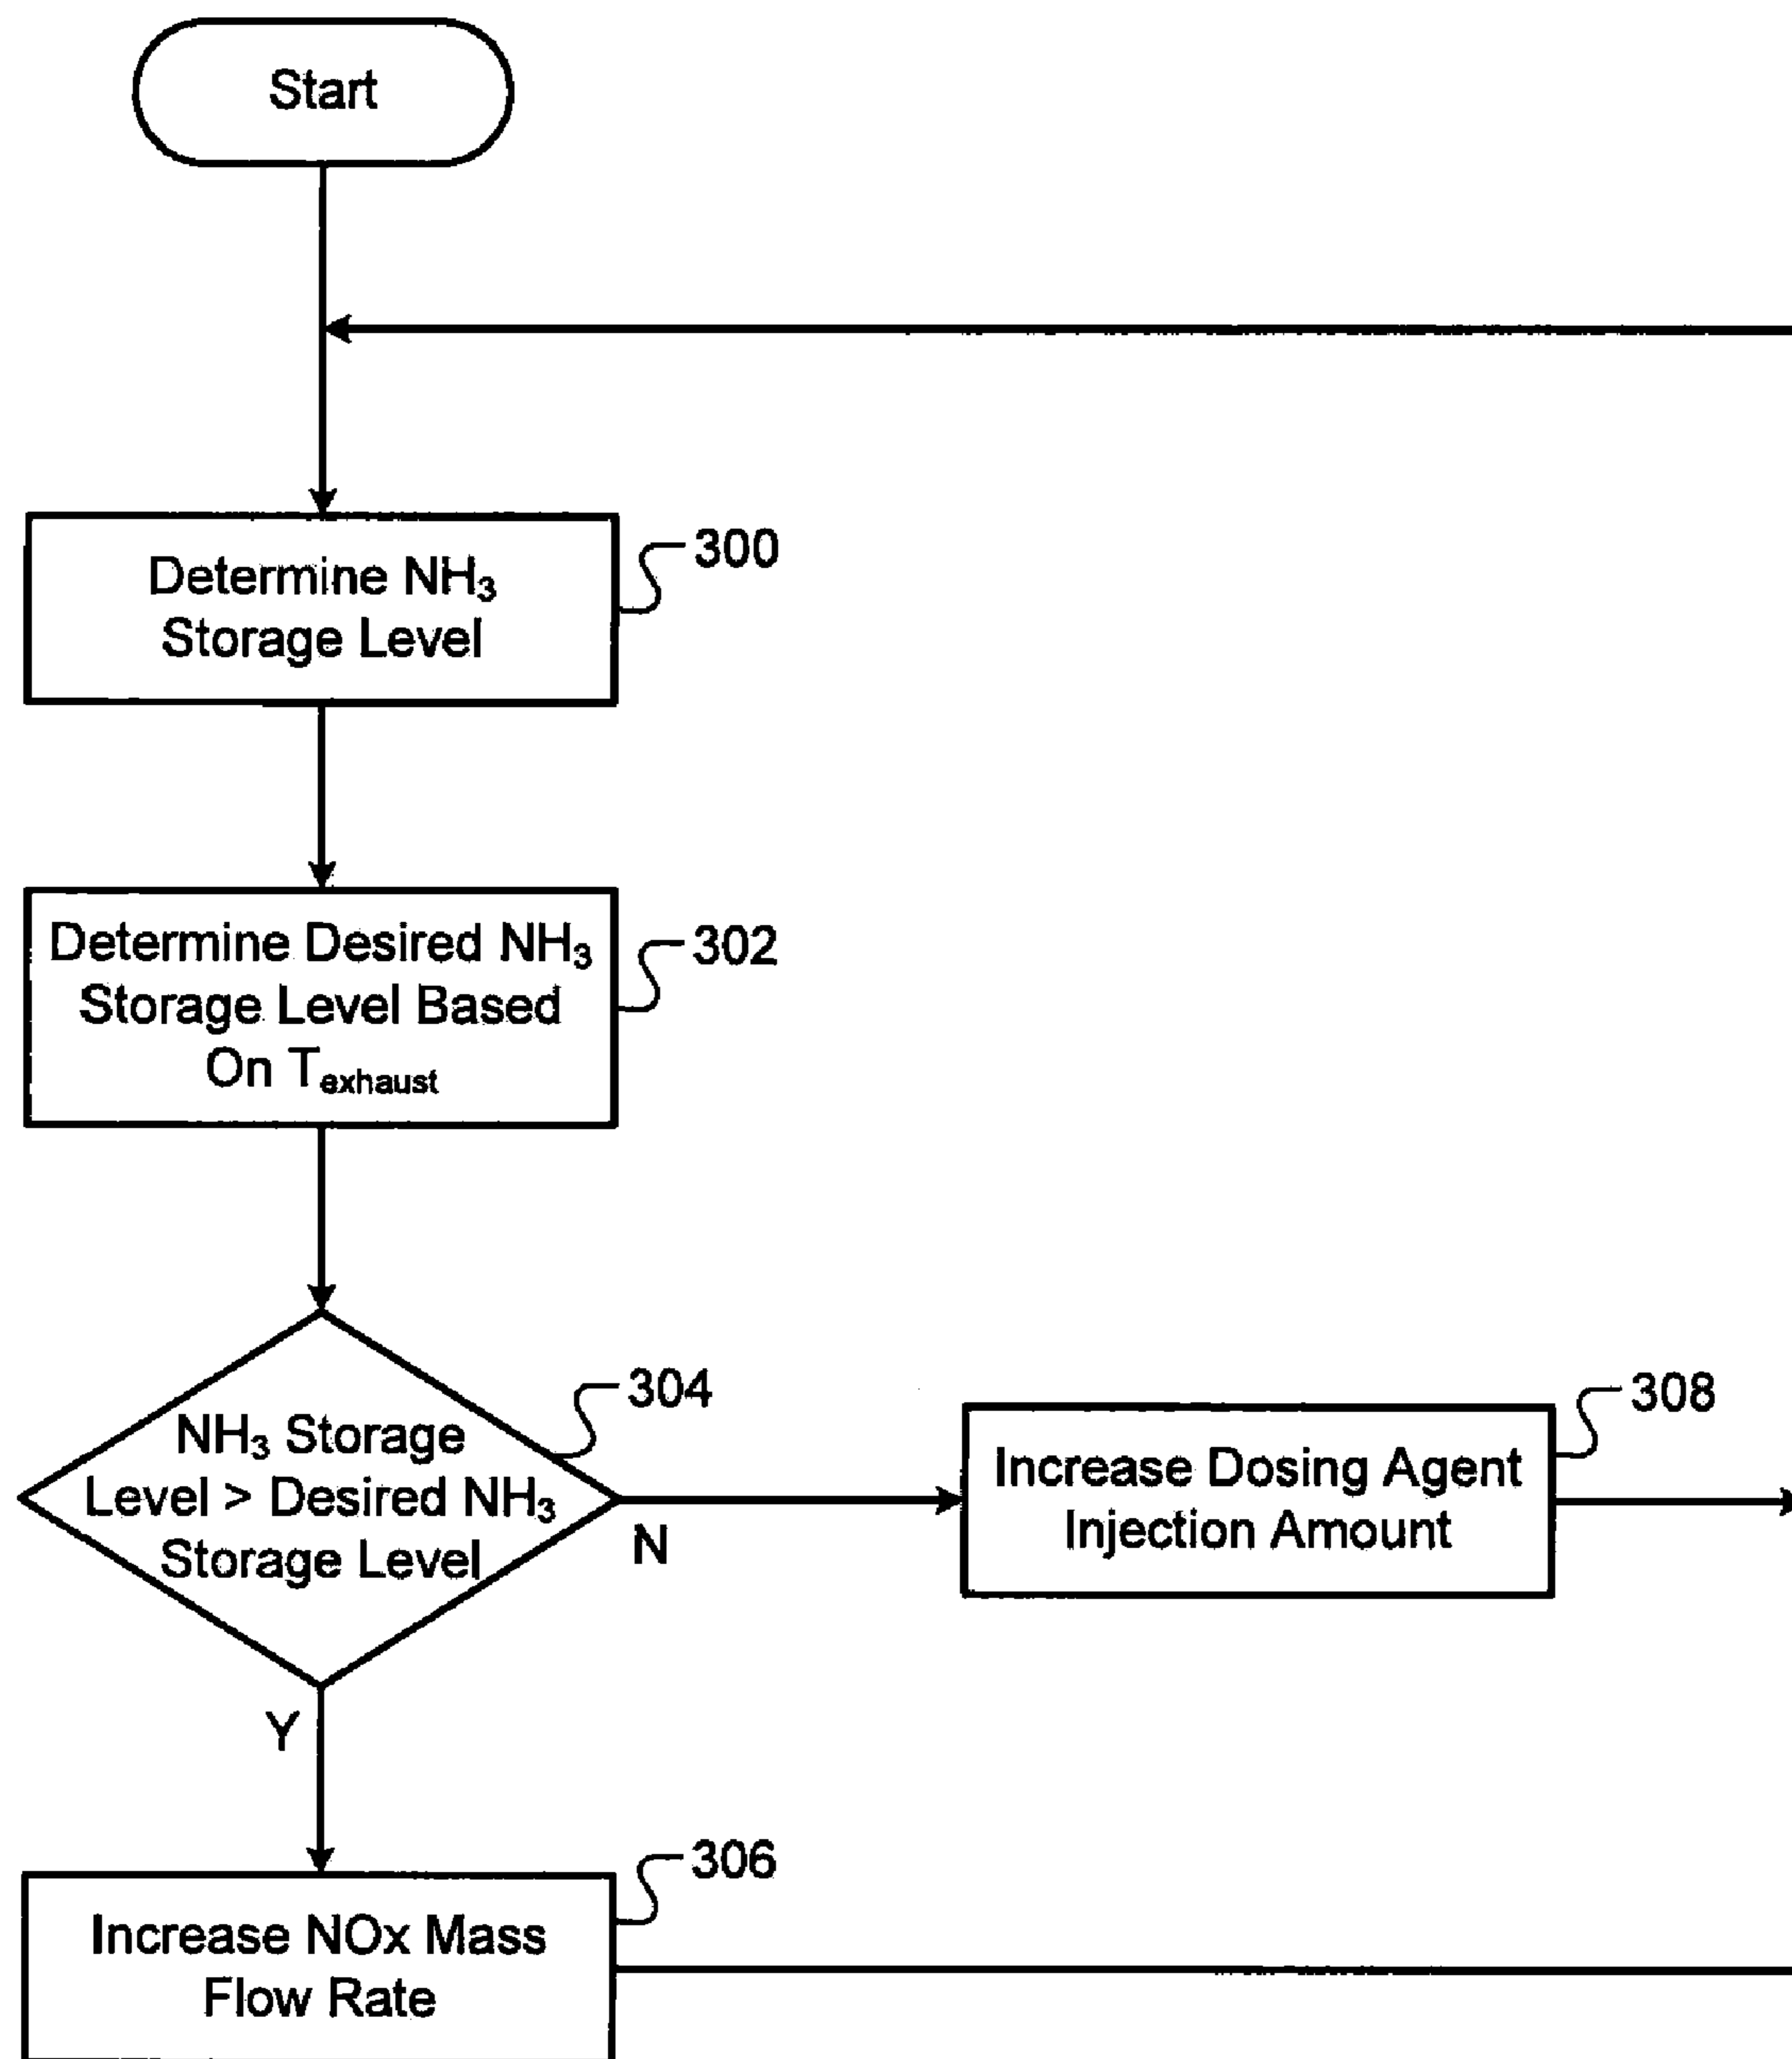 Start
Determine NH₃
Storage Level
300
Determine Desired NH₃
Storage Level Based
On Texhaust
302
NH₃ Storage
Level > Desired NH₃
Storage Level
304
N
Increase Dosing Agent
Injection Amount
308
Y
Increase NOx Mass
Flow Rate
306